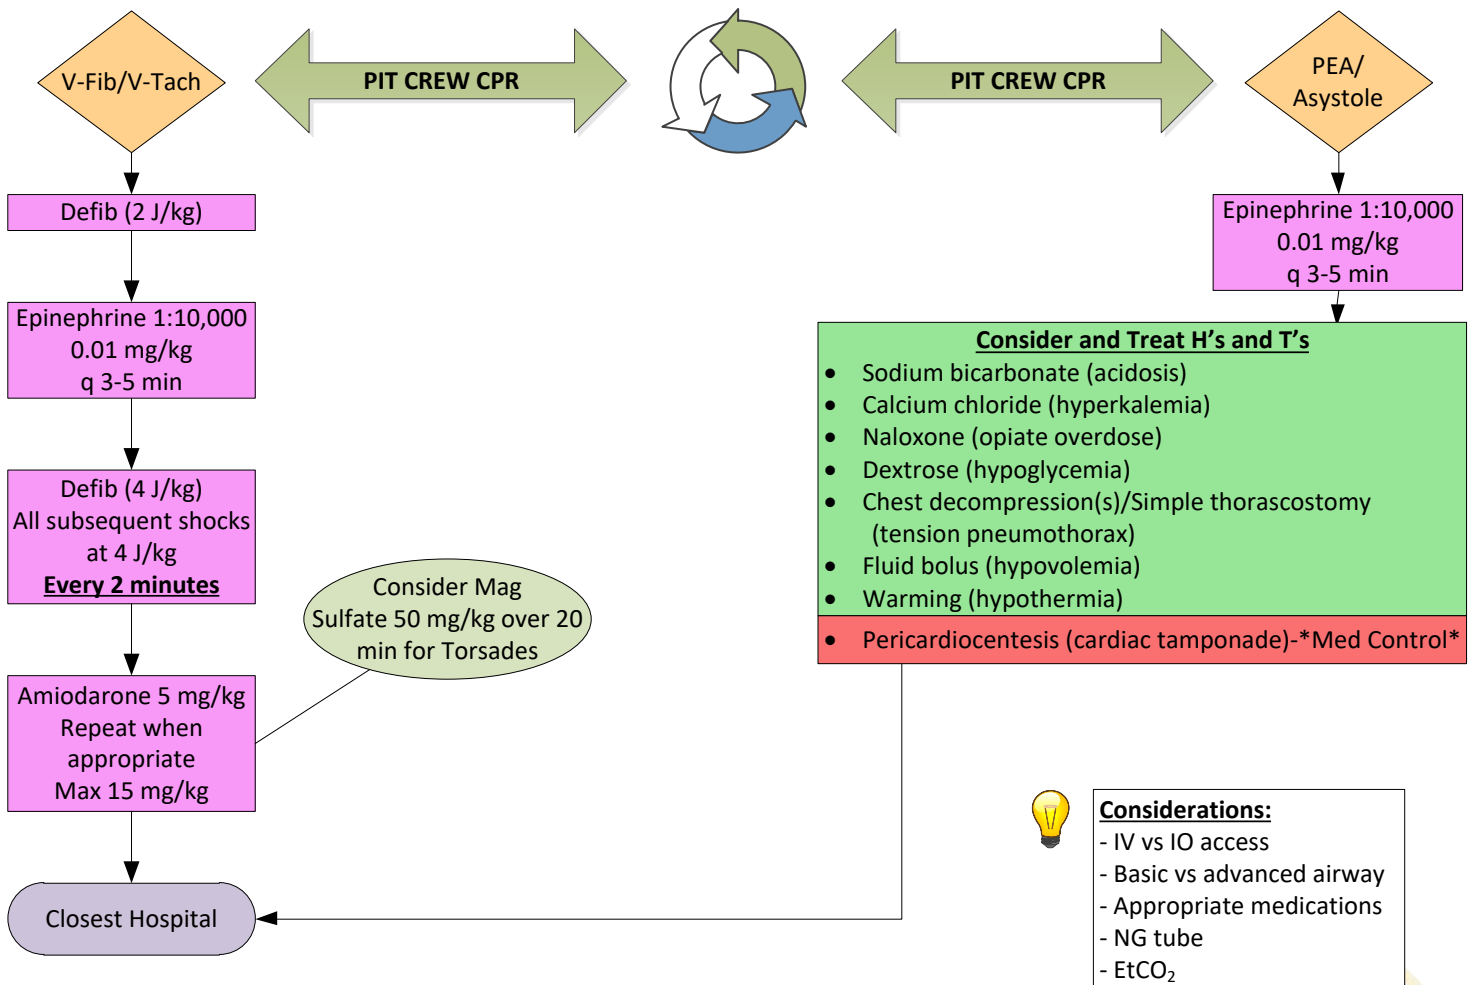 V-Fib/V-Tach
PIT CREW CPR
PIT CREW CPR
PEA/
Asystole
Defib (2 J/kg)
Epinephrine 1:10,000
0.01 mg/kg
q 3-5 min
Defib (4 J/kg)
All subsequent shocks
at 4 J/kg
Every 2 minutes
Consider Mag
Sulfate 50 mg/kg over 20
min for Torsades
Amiodarone 5 mg/kg
Repeat when
appropriate
Max 15 mg/kg
Closest Hospital
Epinephrine 1:10,000
0.01 mg/kg
q 3-5 min
Consider and Treat H's and T's
• Sodium bicarbonate (acidosis)
• Calcium chloride (hyperkalemia)
• Naloxone (opiate overdose)
• Dextrose (hypoglycemia)
• Chest decompression(s)/Simple thorascostomy
(tension pneumothorax)
• Fluid bolus (hypovolemia)
• Warming (hypothermia)
• Pericardiocentesis (cardiac tamponade)-*Med Control*
Considerations:
- IV vs IO access
- Basic vs advanced airway
- Appropriate medications
- NG tube
- EtCO₂